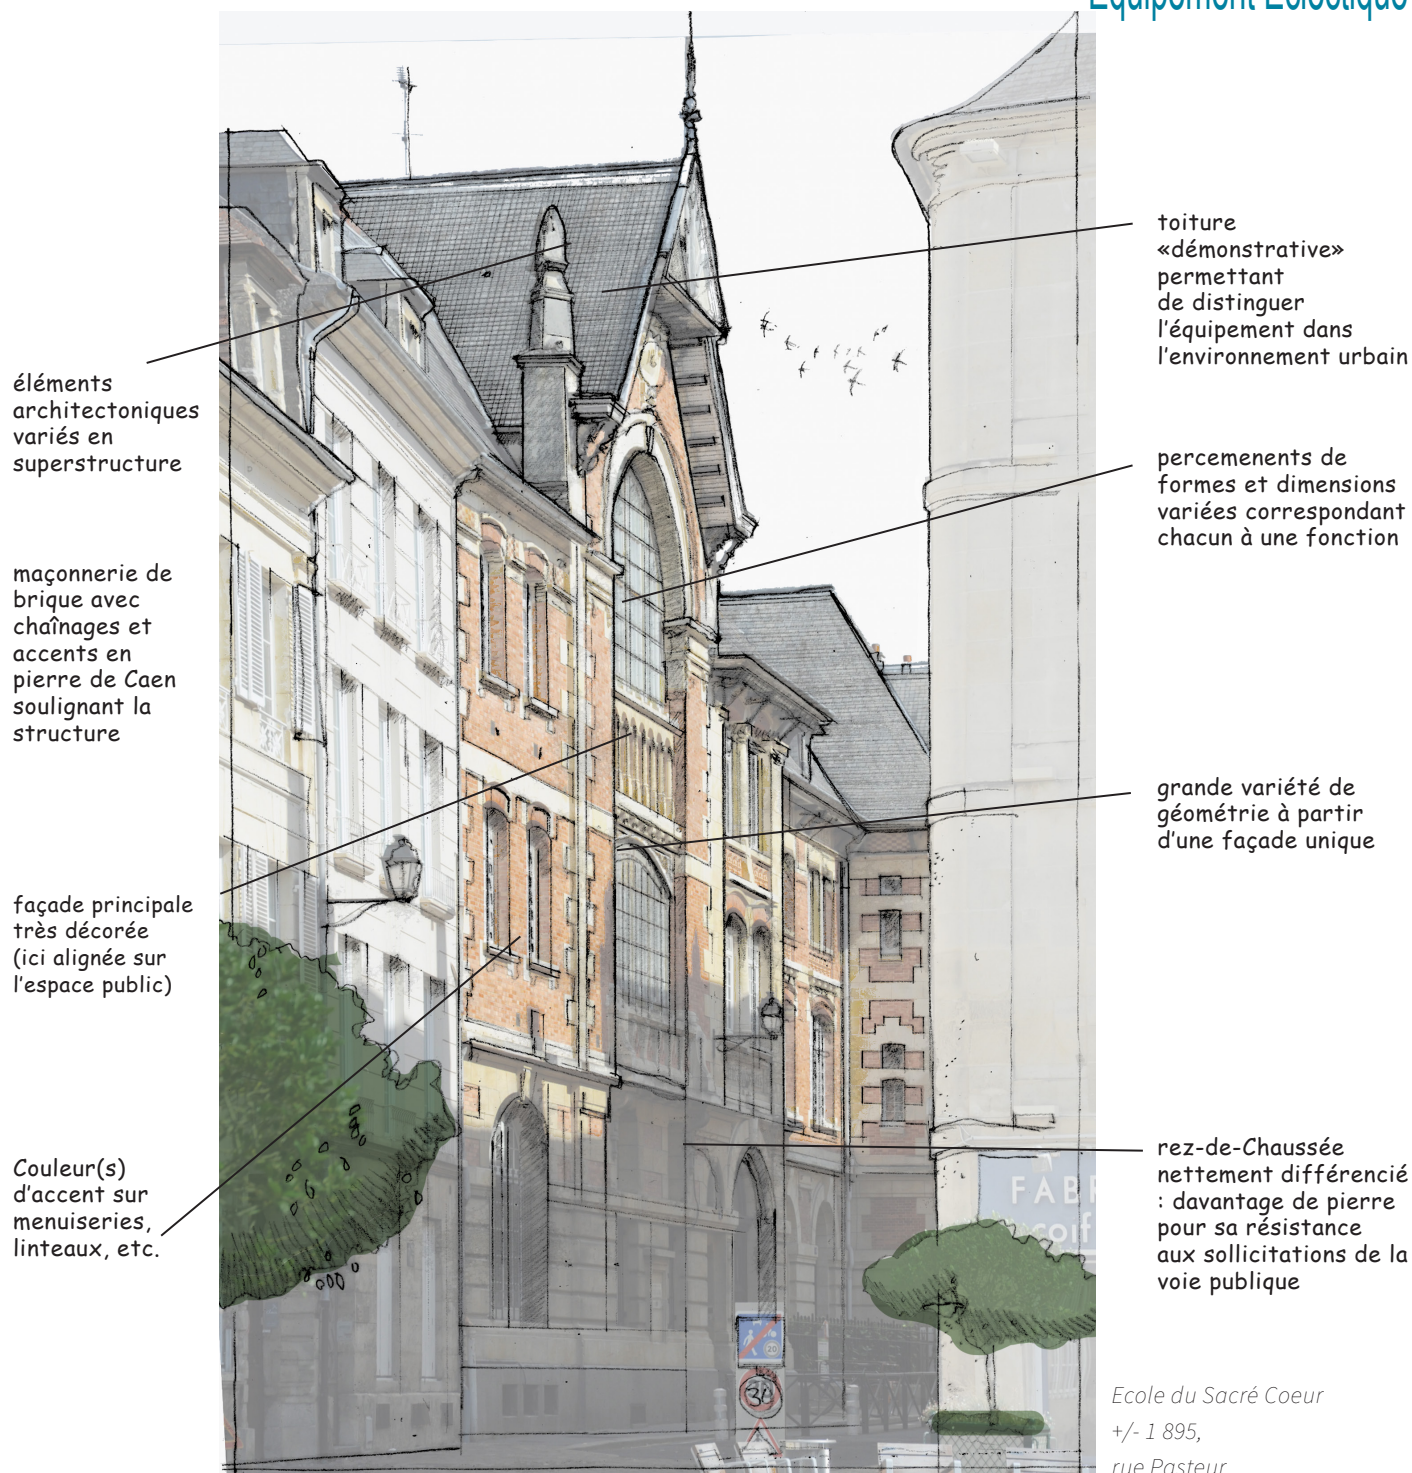 Equipement Eclectique
toiture
«démonstrative»
permettant
de distinguer
l'équipement dans
l'environnement urbain
éléments
architectoniques
variés en
superstructure
percemenents de
formes et dimensions
variées correspondant
chacun à une fonction
maçonnerie de
brique avec
chaînages et
accents en
pierre de Caen
soulignant la
structure
grande variété de
géométrie à partir
d'une façade unique
façade principale
très décorée
(ici alignée sur
l'espace public)
Couleur(s)
d'accent sur
menuiseries,
linteaux, etc.
rez-de-Chaussée
nettement différencié
: davantage de pierre
pour sa résistance
aux sollicitations de la
voie publique
FABR
coif
20
30
Ecole du Sacré Coeur
+/- 1 895,
rue Pasteur